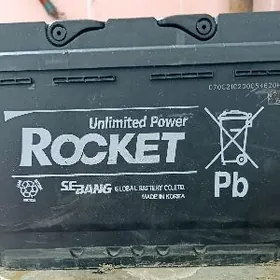 Unlimited Power
ROCKET
SEBANG GLOBAL BATTERY CO.,LTD.
MADE IN KOREA
Pb